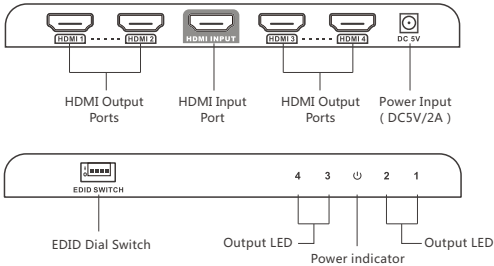 HDMI 1 HDMI 2 HDMI INPUT HDMI 3 HDMI 4 DC 5V
HDMI Output Ports
HDMI Input Port
HDMI Output Ports
Power Input
( DC5V/2A )
EDID SWITCH
4 3 2 1
EDID Dial Switch
Output LED
Power indicator
Output LED